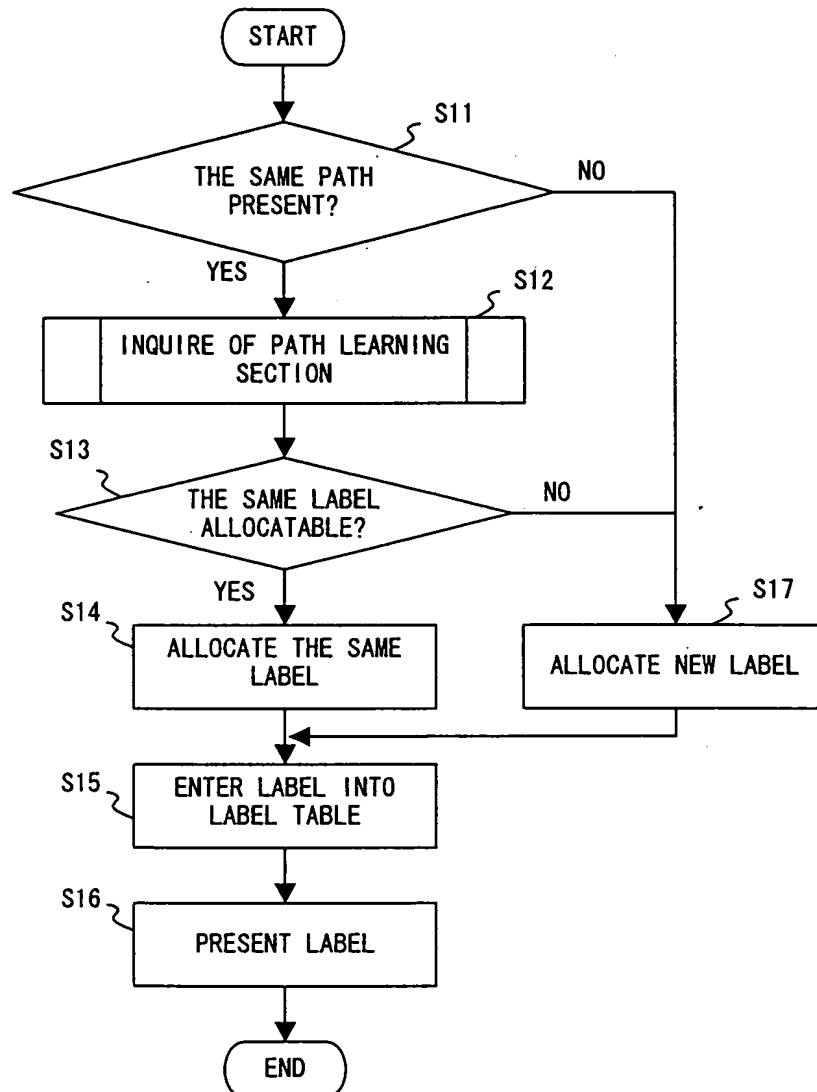 START
S11
THE SAME PATH
PRESENT?
NO
YES
S12
INQUIRE OF PATH LEARNING
SECTION
S13
THE SAME LABEL
ALLOCATABLE?
NO
YES
S14
ALLOCATE THE SAME
LABEL
S17
ALLOCATE NEW LABEL
S15
ENTER LABEL INTO
LABEL TABLE
S16
PRESENT LABEL
END